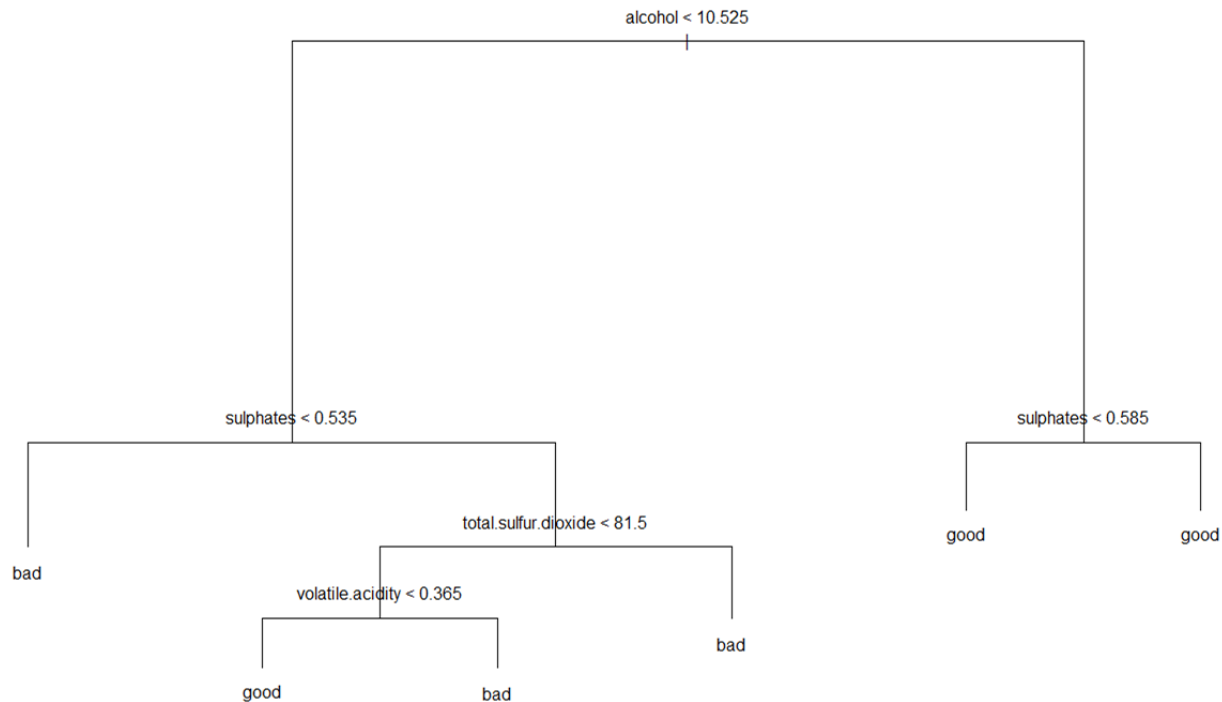 alcohol < 10.525
sulphates < 0.535
sulphates < 0.585
total.sulfur.dioxide < 81.5
good
good
bad
volatile.acidity < 0.365
bad
good
bad